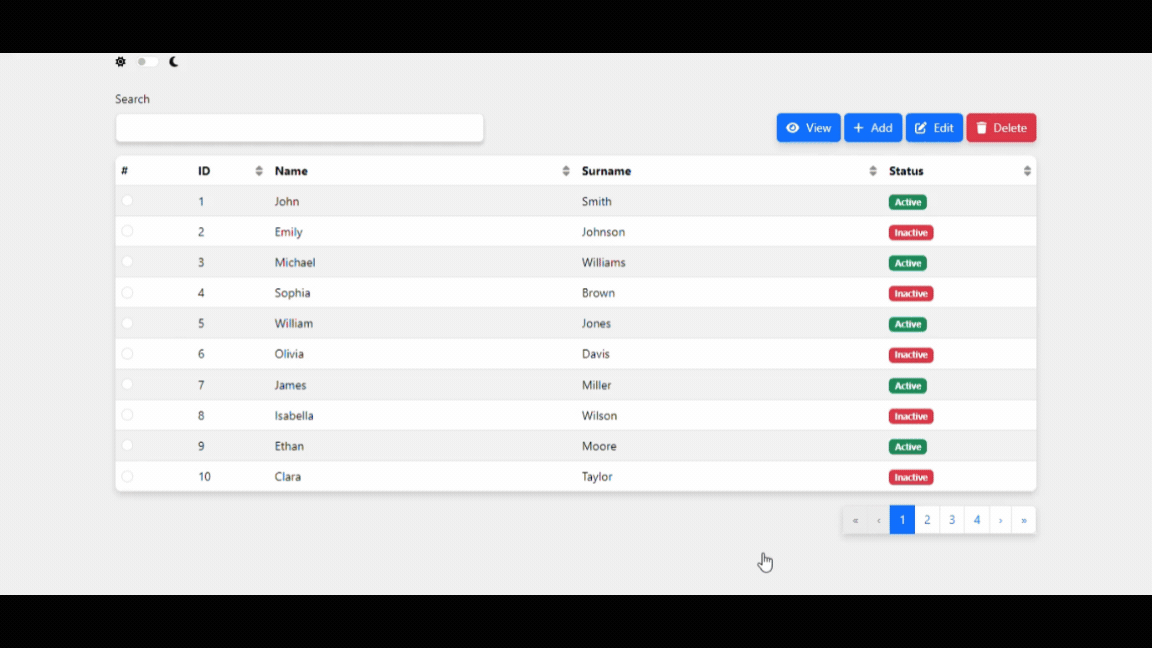 Search
View Add Edit Delete
# ID Name Surname Status
1 John Smith Active
2 Emily Johnson Inactive
3 Michael Williams Active
4 Sophia Brown Inactive
5 William Jones Active
6 Olivia Davis Inactive
7 James Miller Active
8 Isabella Wilson Inactive
9 Ethan Moore Active
10 Clara Taylor Inactive
« ‹ 1 2 3 4 › »